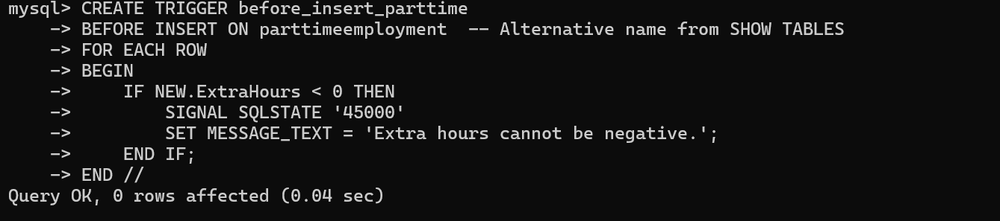 mysql> CREATE TRIGGER before_insert_parttime
    -> BEFORE INSERT ON parttimeemployment  -- Alternative name from SHOW TABLES
    -> FOR EACH ROW
    -> BEGIN
    ->     IF NEW.ExtraHours < 0 THEN
    ->         SIGNAL SQLSTATE '45000'
    ->         SET MESSAGE_TEXT = 'Extra hours cannot be negative.';
    ->     END IF;
    -> END //
Query OK, 0 rows affected (0.04 sec)